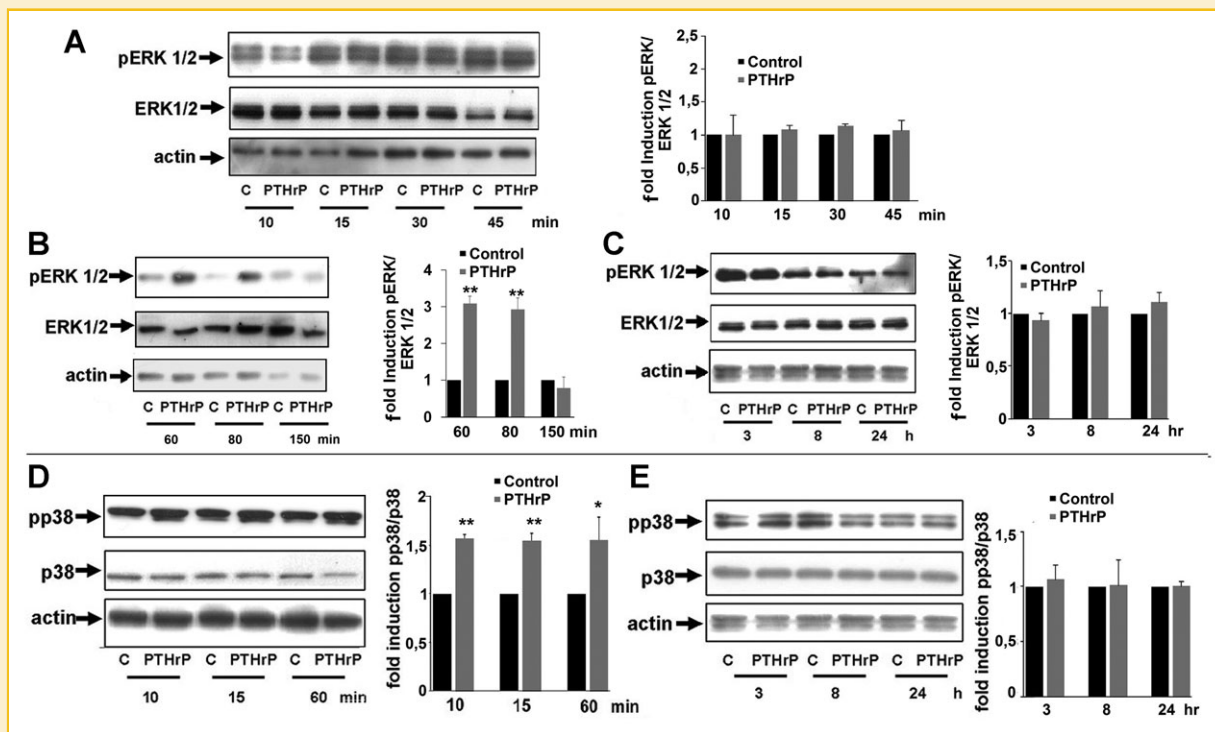 A
pERK 1/2
ERK1/2
actin
C PTHrP C PTHrP C PTHrP C PTHrP
10 15 30 45 min
fold Induction pERK/
ERK 1/2
2,5
2
1,5
1
0,5
0
Control
PTHrP
10 15 30 45 min
B
pERK 1/2
ERK1/2
actin
C PTHrP C PTHrP C PTHrP
60 80 150 min
fold Induction pERK/
ERK 1/2
4
3
2
1
0
Control
PTHrP
** **
60 80 150 min
C
pERK 1/2
ERK1/2
actin
C PTHrP C PTHrP C PTHrP
3 8 24 h
fold Induction pERK/
ERK 1/2
1,5
1
0,5
0
Control
PTHrP
3 8 24 hr
D
pp38
p38
actin
C PTHrP C PTHrP C PTHrP
10 15 60 min
fold induction pp38/p38
2
1,5
1
0,5
0
Control
PTHrP
** ** *
10 15 60 min
E
pp38
p38
actin
C PTHrP C PTHrP C PTHrP
3 8 24 h
fold induction pp38/p38
2
1,5
1
0,5
0
Control
PTHrP
3 8 24 hr